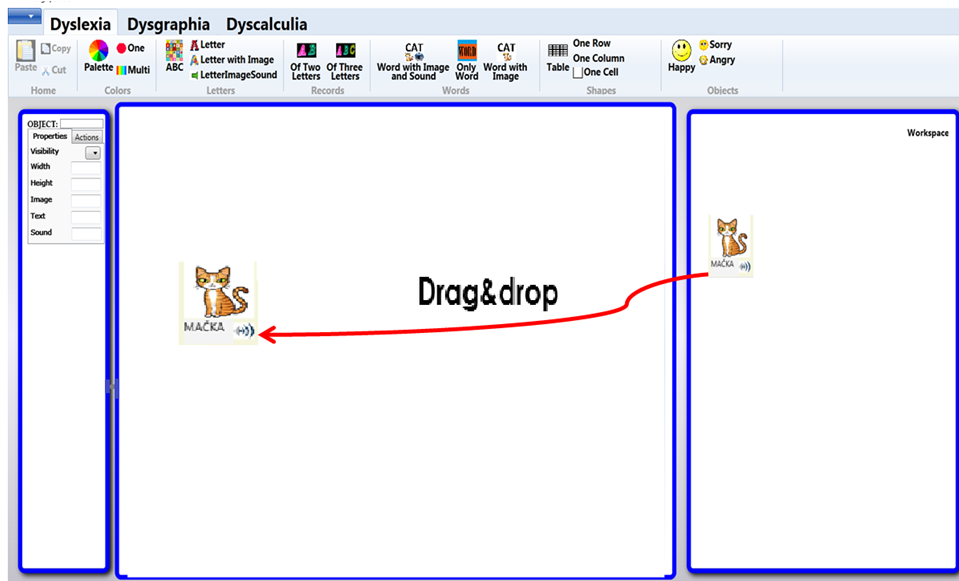 Dyslexia Dysgraphia Dyscalculia
Paste
Copy
Cut
Home
Palette
One
Multi
Colors
ABC
Letter
Letter with Image
LetterImageSound
Letters
Of Two Letters
Of Three Letters
Records
CAT
Word with Image and Sound
WORD
Only Word
CAT
Word with Image
Words
Table
One Row
One Column
One Cell
Shapes
Happy
Sorry
Angry
Objects
OBJECT:
Properties Actions
Visibility
Width
Height
Image
Text
Sound
MAČKA
Drag&drop
Workspace
MAČKA